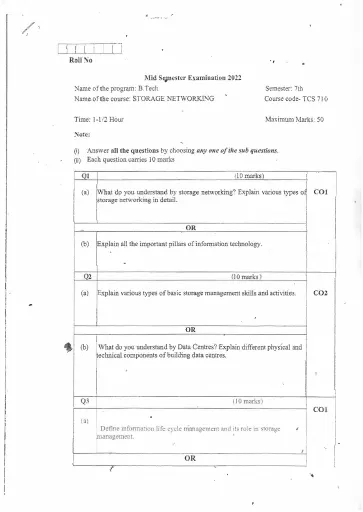 Roll No
Mid Semester Examination 2022
Name of the program: B.Tech Semester: 7th
Name of the course: STORAGE NETWORKING Course code- TCS 710
Time: 1-1/2 Hour Maximum Marks: 50
Note:
(i) Answer all the questions by choosing any one of the sub questions.
(ii) Each question carries 10 marks
Q1 (10 marks)
(a) What do you understand by storage networking? Explain various types of CO1
storage networking in detail.
OR
(b) Explain all the important pillars of information technology.
Q2 (10 marks)
(a) Explain various types of basic storage management skills and activities. CO2
OR
(b) What do you understand by Data Centres? Explain different physical and
technical components of building data centres.
Q3 (10 marks)
CO1
(a)
Define information life cycle management and its role in storage
management.
OR